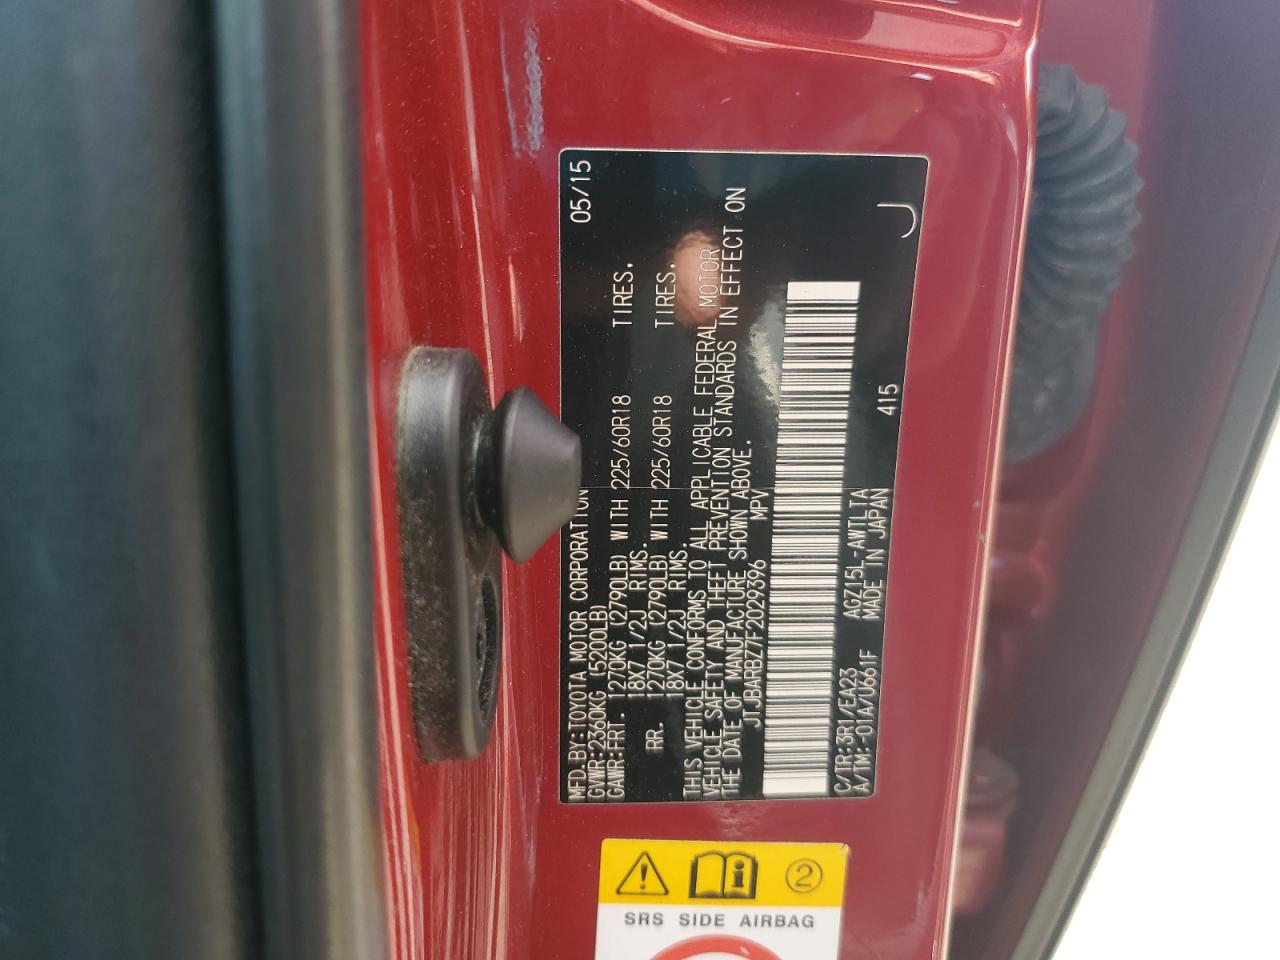 MFD.BY:TOYOTA MOTOR CORPORATION 05/15
GVWR:2360KG (5200LB)
GAWR:FRT. 1270KG (2790LB) WITH 225/60R18 TIRES.
18X7 1/2J RIMS.
RR. 1270KG (2790LB) WITH 225/60R18 TIRES.
18X7 1/2J RIMS.
THIS VEHICLE CONFORMS TO ALL APPLICABLE FEDERAL MOTOR
VEHICLE SAFETY AND THEFT PREVENTION STANDARDS IN EFFECT ON
THE DATE OF MANUFACTURE SHOWN ABOVE.
JTJBARBZ7F2029396 MPV
C/TR:3R1/EA23 AGZ15L-AWTLTA
A/TM:-01A/U661F MADE IN JAPAN
415
J
2
SRS SIDE AIRBAG